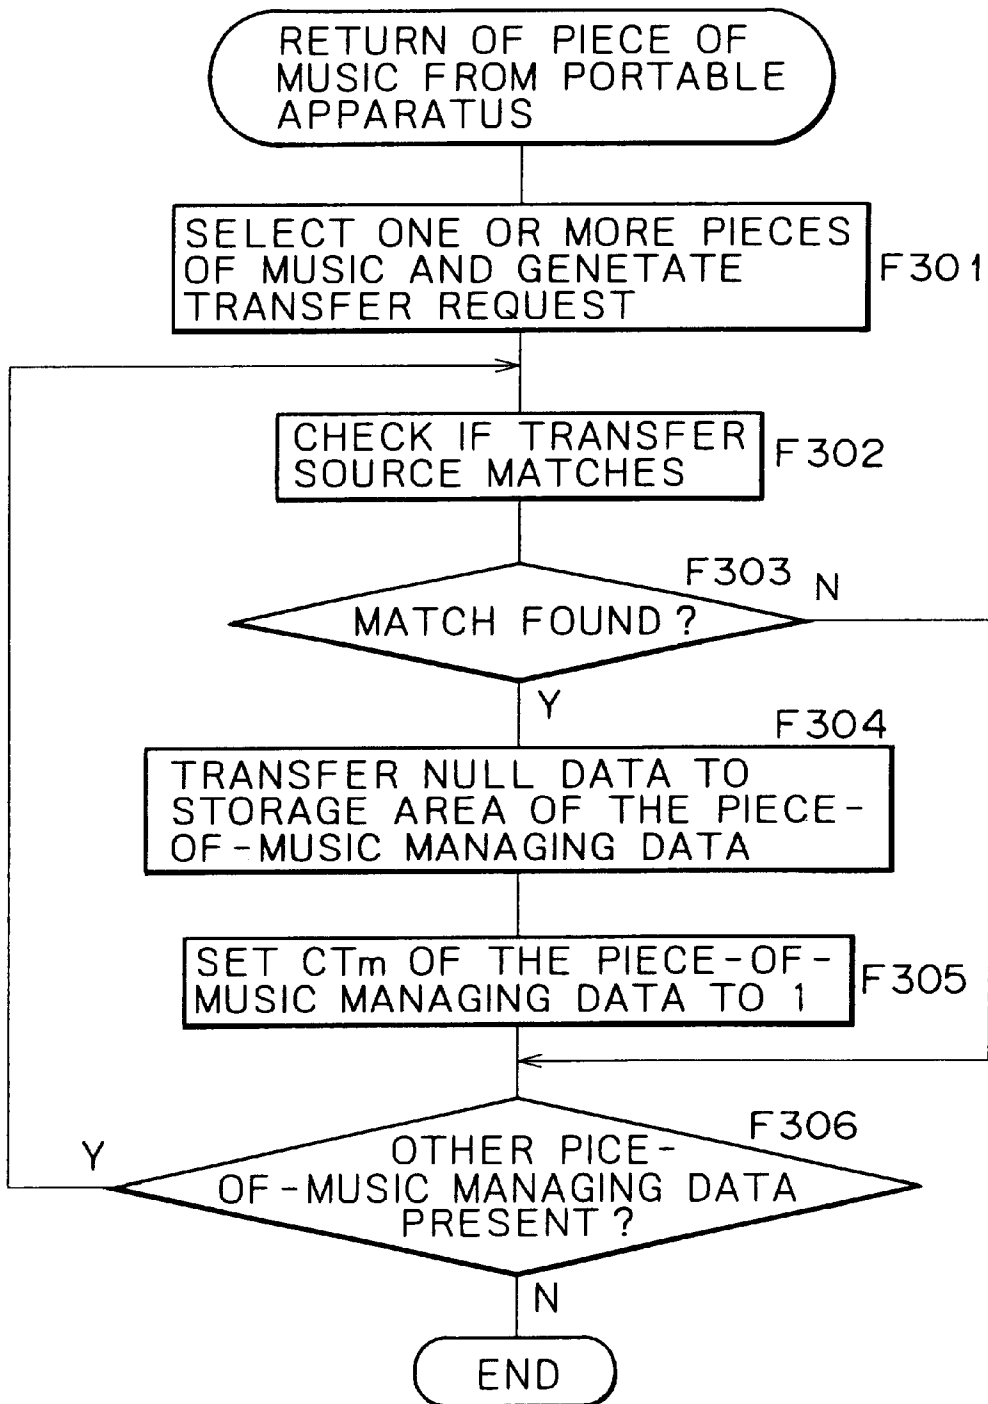 RETURN OF PIECE OF
MUSIC FROM PORTABLE
APPARATUS
SELECT ONE OR MORE PIECES
OF MUSIC AND GENETATE
TRANSFER REQUEST
F301
CHECK IF TRANSFER
SOURCE MATCHES
F302
F303
N
MATCH FOUND?
Y
F304
TRANSFER NULL DATA TO
STORAGE AREA OF THE PIECE-
OF-MUSIC MANAGING DATA
SET CTm OF THE PIECE-OF-
MUSIC MANAGING DATA TO 1
F305
F306
Y
OTHER PICE-
OF-MUSIC MANAGING DATA
PRESENT?
N
END